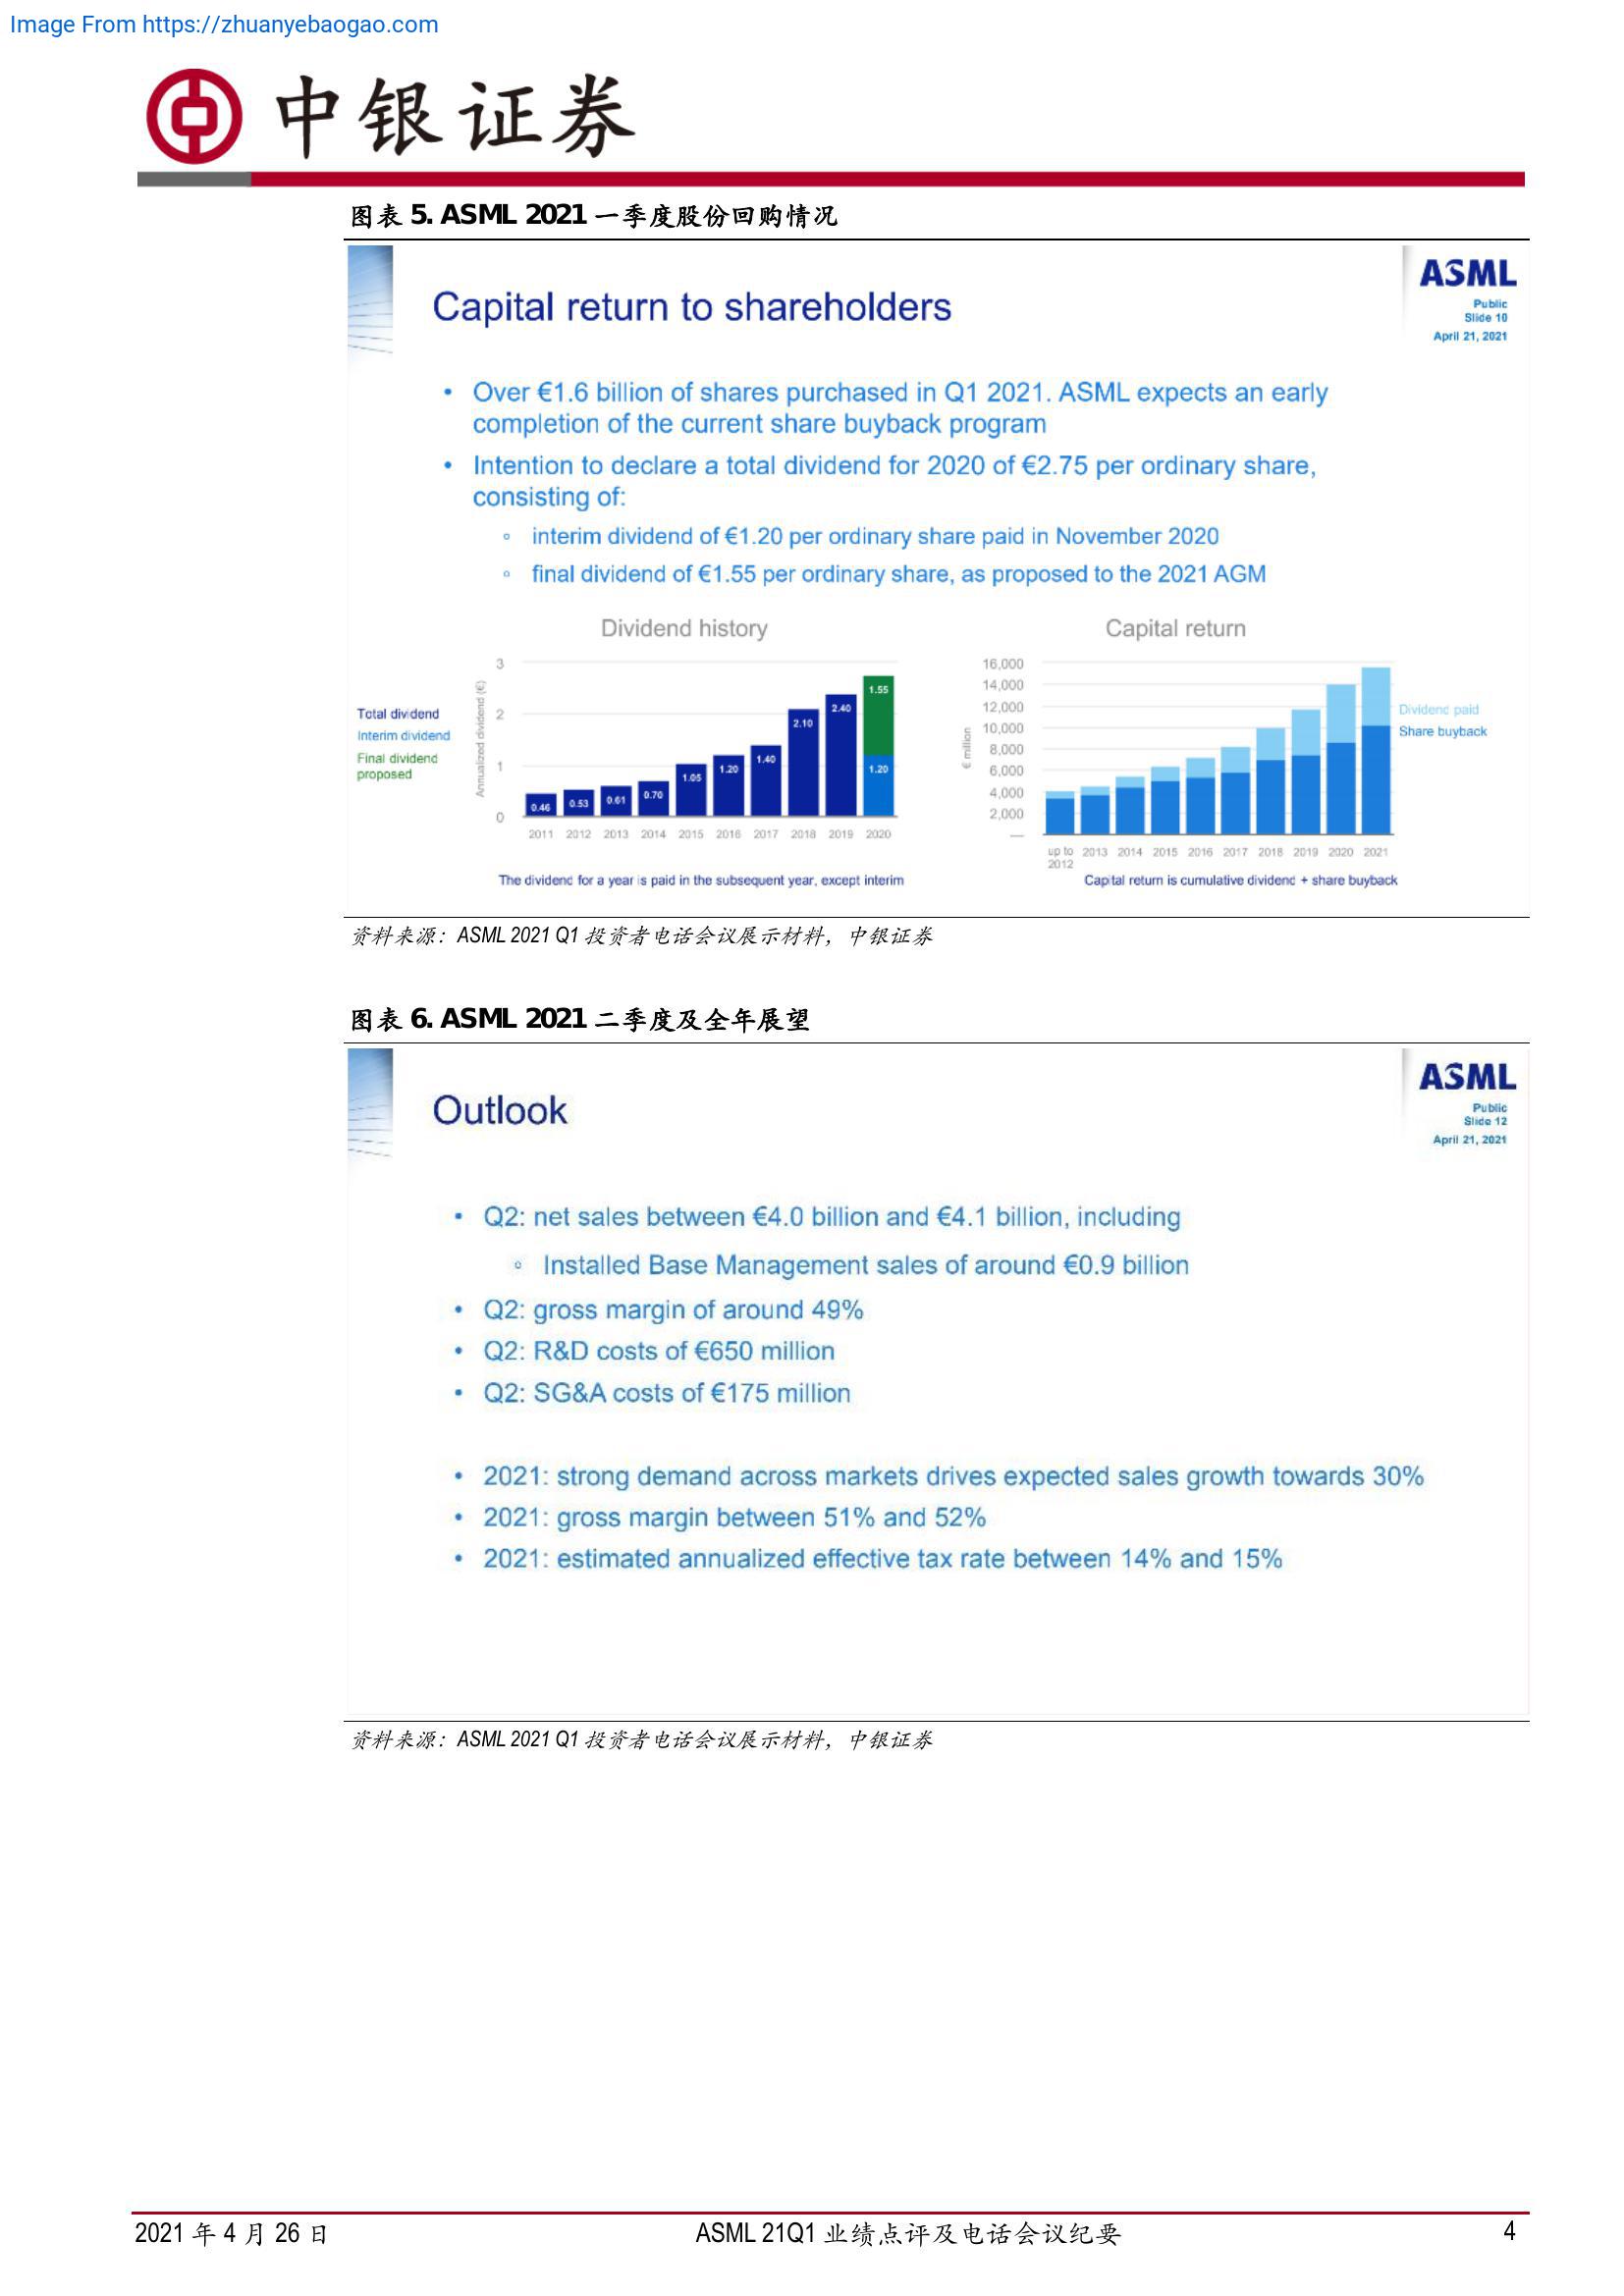 Image From https://zhuanyebaogao.com
中银证券
图表 5. ASML 2021 一季度股份回购情况
ASML
Public
Slide 10
April 21, 2021
Capital return to shareholders
• Over €1.6 billion of shares purchased in Q1 2021. ASML expects an early
completion of the current share buyback program
• Intention to declare a total dividend for 2020 of €2.75 per ordinary share,
consisting of:
◦ interim dividend of €1.20 per ordinary share paid in November 2020
◦ final dividend of €1.55 per ordinary share, as proposed to the 2021 AGM
Dividend history
Total dividend
Interim dividend
Final dividend
proposed
Annualized dividend (€)
3
2
1
0
0.46
0.53
0.61
0.70
1.05
1.20
1.40
2.10
2.40
1.55
1.20
2011 2012 2013 2014 2015 2016 2017 2018 2019 2020
The dividend for a year is paid in the subsequent year, except interim
Capital return
€ million
16,000
14,000
12,000
10,000
8,000
6,000
4,000
2,000
—
Dividend paid
Share buyback
up to 2013 2014 2015 2016 2017 2018 2019 2020 2021
2012
Capital return is cumulative dividend + share buyback
资料来源：ASML 2021 Q1 投资者电话会议展示材料，中银证券
图表 6. ASML 2021 二季度及全年展望
ASML
Public
Slide 12
April 21, 2021
Outlook
• Q2: net sales between €4.0 billion and €4.1 billion, including
◦ Installed Base Management sales of around €0.9 billion
• Q2: gross margin of around 49%
• Q2: R&D costs of €650 million
• Q2: SG&A costs of €175 million
• 2021: strong demand across markets drives expected sales growth towards 30%
• 2021: gross margin between 51% and 52%
• 2021: estimated annualized effective tax rate between 14% and 15%
资料来源：ASML 2021 Q1 投资者电话会议展示材料，中银证券
2021 年 4 月 26 日
ASML 21Q1 业绩点评及电话会议纪要
4